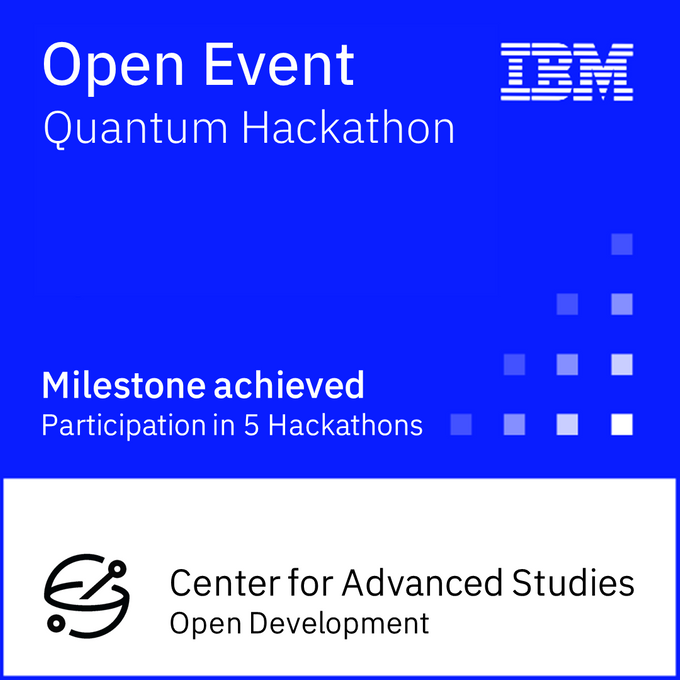 Open Event
IBM
Quantum Hackathon
Milestone achieved
Participation in 5 Hackathons
Center for Advanced Studies
Open Development